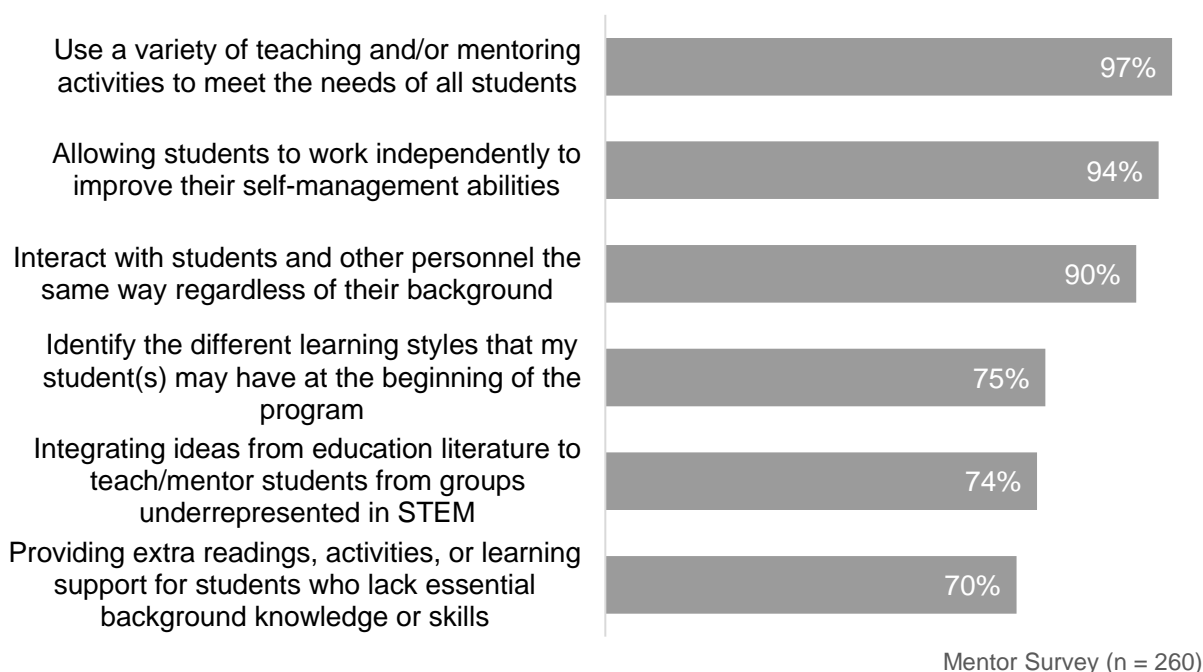 Use a variety of teaching and/or mentoring
activities to meet the needs of all students
97%
Allowing students to work independently to
improve their self-management abilities
94%
Interact with students and other personnel the
same way regardless of their background
90%
Identify the different learning styles that my
student(s) may have at the beginning of the
program
75%
Integrating ideas from education literature to
teach/mentor students from groups
underrepresented in STEM
74%
Providing extra readings, activities, or learning
support for students who lack essential
background knowledge or skills
70%
Mentor Survey (n = 260)